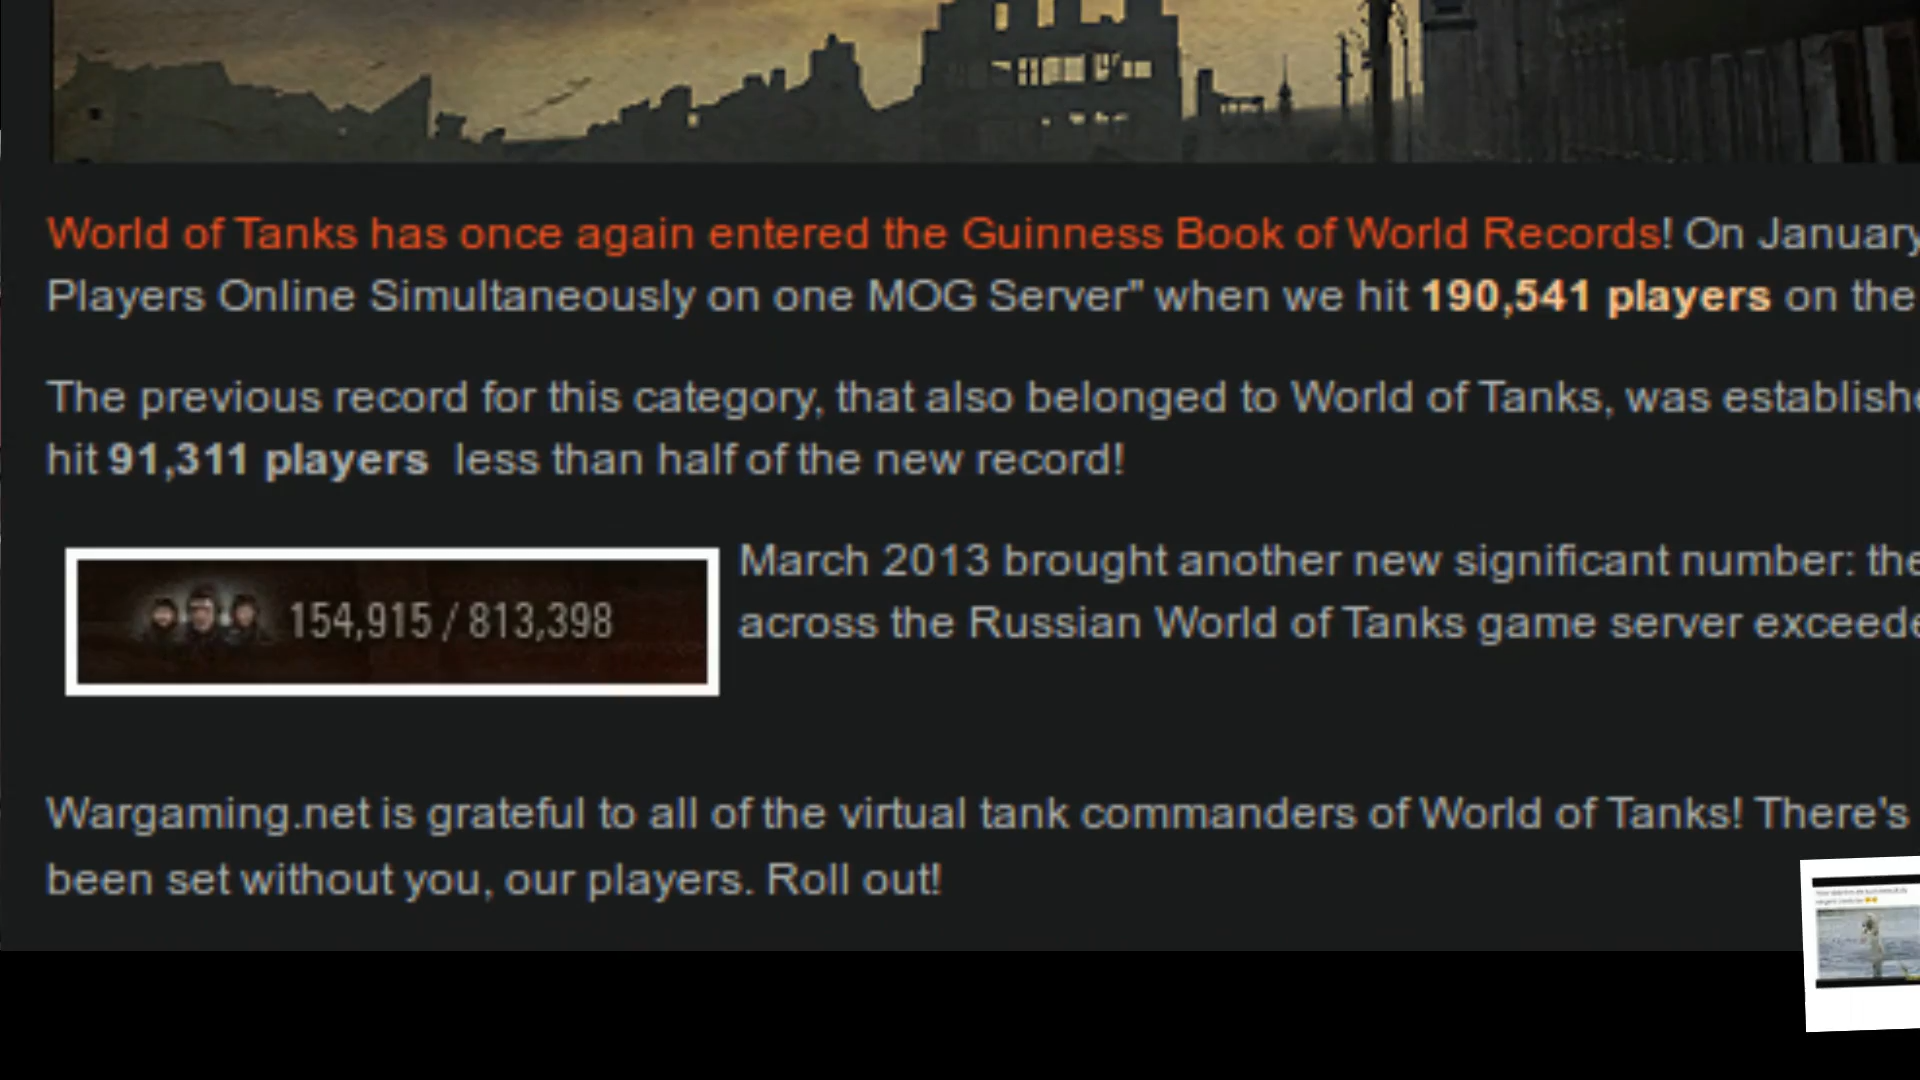 World of Tanks has once again entered the Guinness Book of World Records! On January
Players Online Simultaneously on one MOG Server" when we hit 190,541 players on the
The previous record for this category, that also belonged to World of Tanks, was establishe
hit 91,311 players less than half of the new record!
154,915 / 813,398
March 2013 brought another new significant number: the
across the Russian World of Tanks game server exceede
Wargaming.net is grateful to all of the virtual tank commanders of World of Tanks! There's
been set without you, our players. Roll out!